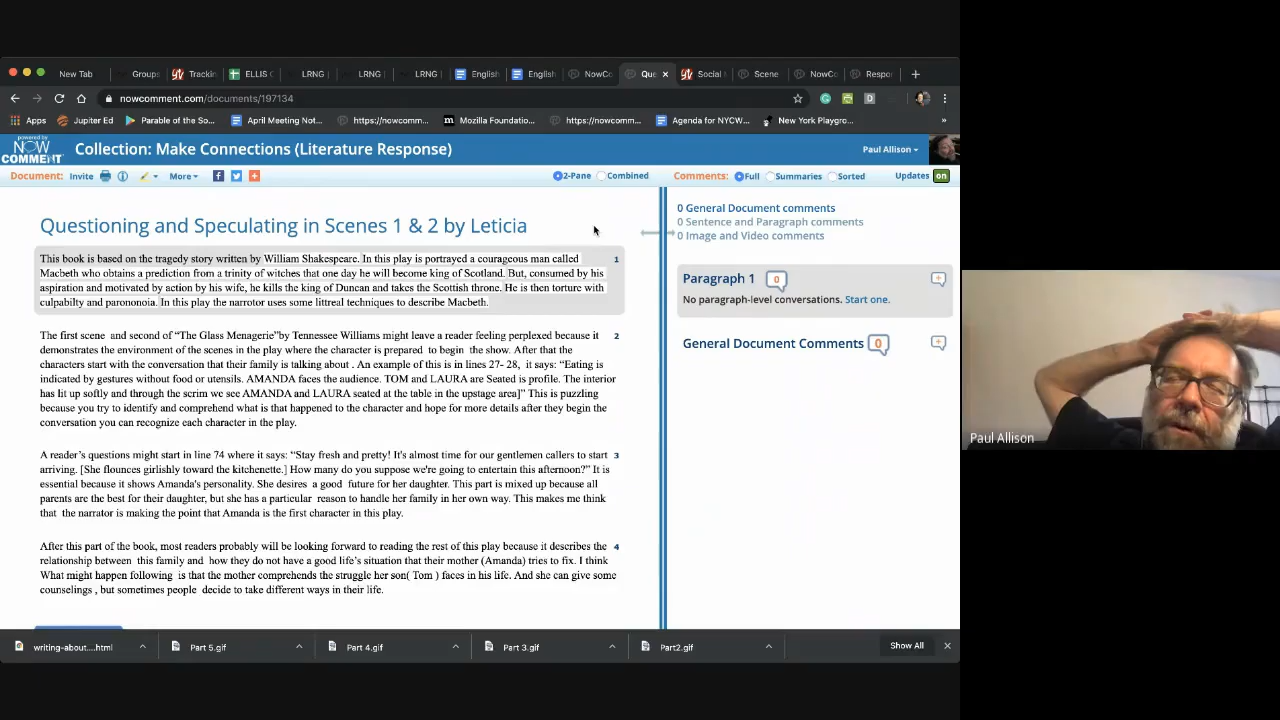 New Tab
Groups
Trackin
ELLIS
LRNG
LRNG
LRNG
English
English
NowCo
Que
Social
Scene
NowCo
Respo
nowcomment.com/documents/197134
Apps
Jupiter Ed
Parable of the So...
April Meeting Not...
https://nowcomm...
Mozilla Foundatio...
https://nowcomm...
Agenda for NYCW...
New York Playgro...
»
powered by
NOW
COMMENT
Collection: Make Connections (Literature Response)
Paul Allison
Document:
Invite
More
2-Pane
Combined
Comments:
Full
Summaries
Sorted
Updates
on
Questioning and Speculating in Scenes 1 & 2 by Leticia
This book is based on the tragedy story written by William Shakespeare. In this play is portrayed a courageous man called
1
Macbeth who obtains a prediction from a trinity of witches that one day he will become king of Scotland. But, consumed by his
aspiration and motivated by action by his wife, he kills the king of Duncan and takes the Scottish throne. He is then torture with
culpabilty and parononoia. In this play the narrator uses some littreal techniques to describe Macbeth.
The first scene and second of “The Glass Menagerie”by Tennessee Williams might leave a reader feeling perplexed because it
2
demonstrates the environment of the scenes in the play where the character is prepared to begin the show. After that the
characters start with the conversation that their family is talking about . An example of this is in lines 27- 28, it says: “Eating is
indicated by gestures without food or utensils. AMANDA faces the audience. TOM and LAURA are Seated is profile. The interior
has lit up softly and through the scrim we see AMANDA and LAURA seated at the table in the upstage area]” This is puzzling
because you try to identify and comprehend what is that happened to the character and hope for more details after they begin the
conversation you can recognize each character in the play.
A reader’s questions might start in line 74 where it says: “Stay fresh and pretty! It's almost time for our gentlemen callers to start
3
arriving. [She flounces girlishly toward the kitchenette.] How many do you suppose we're going to entertain this afternoon?” It is
essential because it shows Amanda's personality. She desires a good future for her daughter. This part is mixed up because all
parents are the best for their daughter, but she has a particular reason to handle her family in her own way. This makes me think
that the narrator is making the point that Amanda is the first character in this play.
After this part of the book, most readers probably will be looking forward to reading the rest of this play because it describes the
4
relationship between this family and how they do not have a good life’s situation that their mother (Amanda) tries to fix. I think
What might happen following is that the mother comprehends the struggle her son( Tom ) faces in his life. And she can give some
counselings , but sometimes people decide to take different ways in their life.
0 General Document comments
0 Sentence and Paragraph comments
0 Image and Video comments
Paragraph 1
0
No paragraph-level conversations. Start one.
General Document Comments
0
Paul Allison
writing-about....html
Part 5.gif
Part 4.gif
Part 3.gif
Part2.gif
Show All